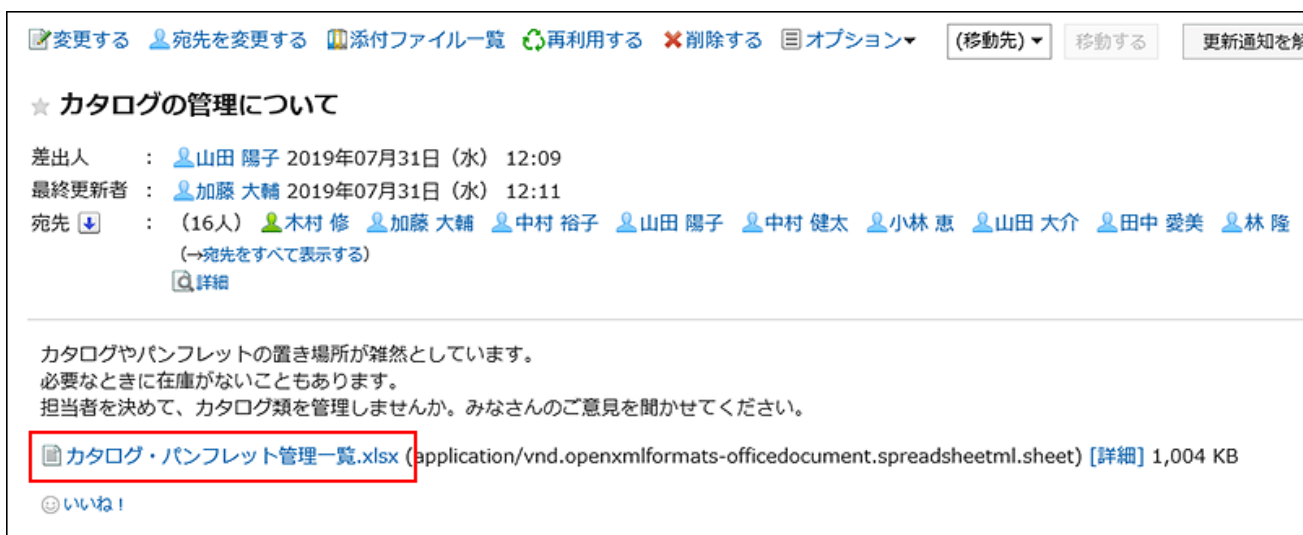 変更する 宛先を変更する 添付ファイル一覧 再利用する 削除する オプション▼ (移動先)▼ 移動する 更新通知を解
★ カタログの管理について
差出人 : 山田 陽子 2019年07月31日（水） 12:09
最終更新者 : 加藤 大輔 2019年07月31日（水） 12:11
宛先 : （16人） 木村 修 加藤 大輔 中村 裕子 山田 陽子 中村 健太 小林 恵 山田 大介 田中 愛美 林 隆
（→宛先をすべて表示する）
詳細
カタログやパンフレットの置き場所が雑然としています。
必要なときに在庫がないこともあります。
担当者を決めて、カタログ類を管理しませんか。みなさんのご意見を聞かせてください。
カタログ・パンフレット管理一覧.xlsx (application/vnd.openxmlformats-officedocument.spreadsheetml.sheet) [詳細] 1,004 KB
いいね！